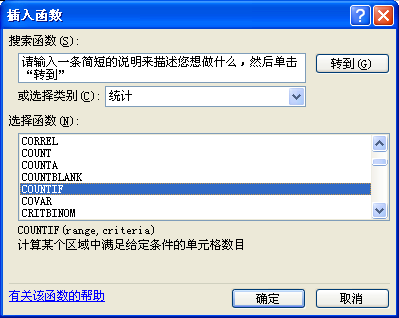 插入函数
搜索函数(S):
请输入一条简短的说明来描述您想做什么，然后单击
“转到”
转到(G)
或选择类别(C): 统计
选择函数(N):
CORREL
COUNT
COUNTA
COUNTBLANK
COUNTIF
COVAR
CRITBINOM
COUNTIF(range,criteria)
计算某个区域中满足给定条件的单元格数目
有关该函数的帮助 确定 取消